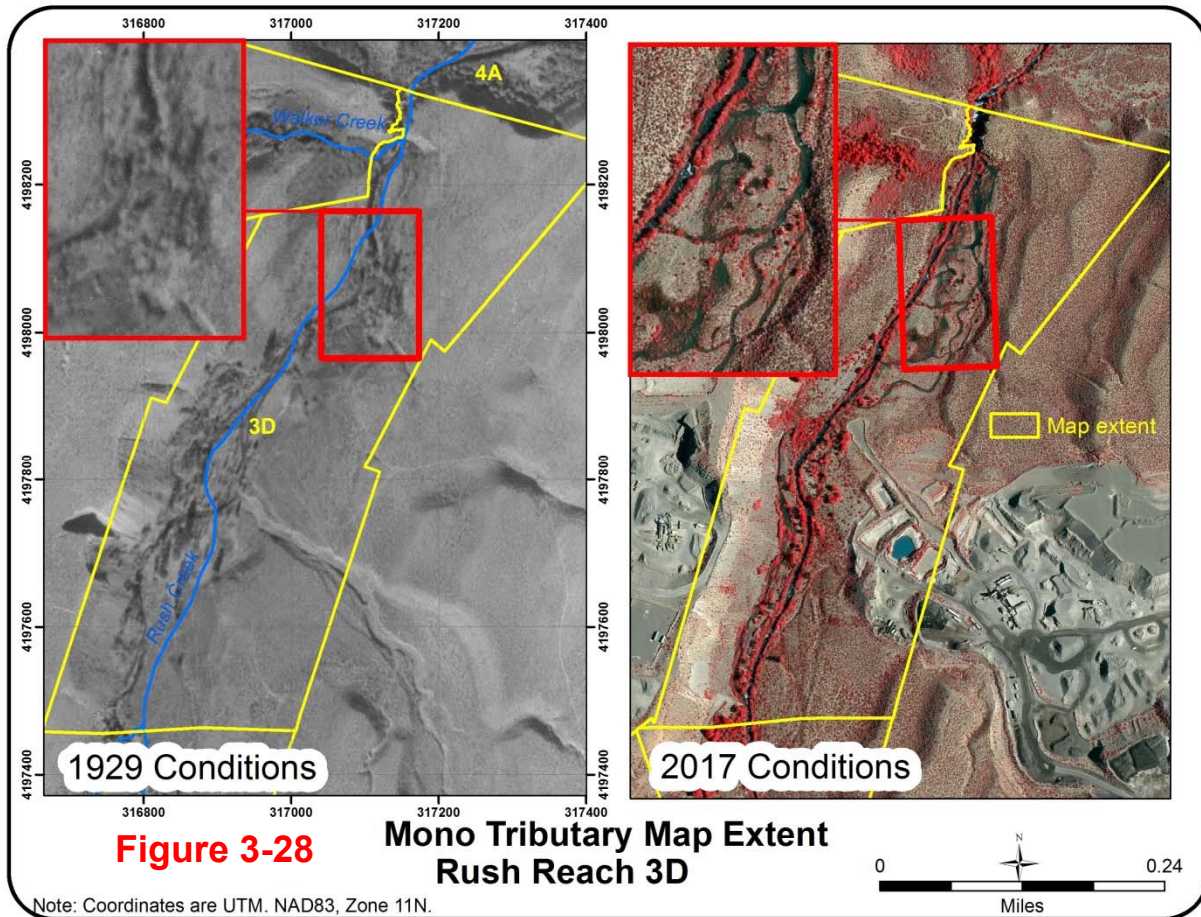 316800 317000 317200 317400
4198200
4198000
4197800
4197600
4197400
4A
Walker Creek
3D
Rush Creek
1929 Conditions
316800 317000 317200 317400
Map extent
2017 Conditions
Figure 3-28
Mono Tributary Map Extent
Rush Reach 3D
N
0 0.24
Miles
Note: Coordinates are UTM. NAD83, Zone 11N.